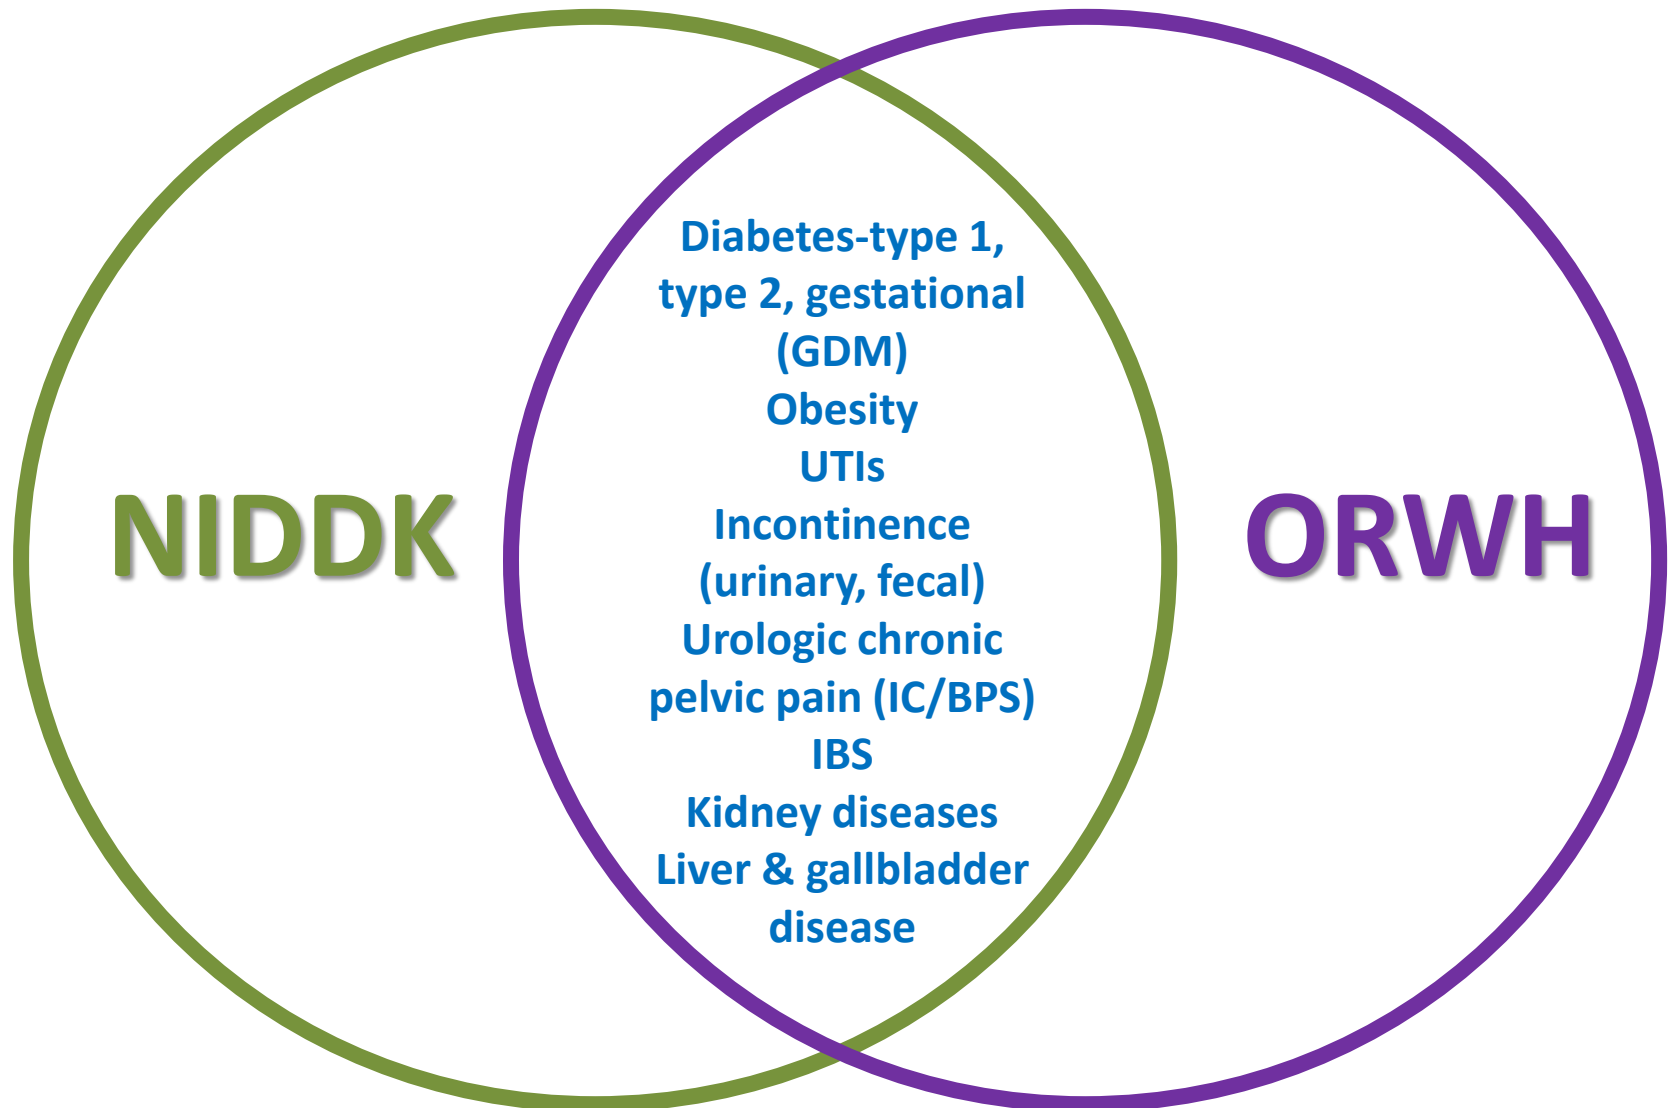 NIDDK
Diabetes-type 1,
type 2, gestational
(GDM)
Obesity
UTIs
Incontinence
(urinary, fecal)
Urologic chronic
pelvic pain (IC/BPS)
IBS
Kidney diseases
Liver & gallbladder
disease
ORWH